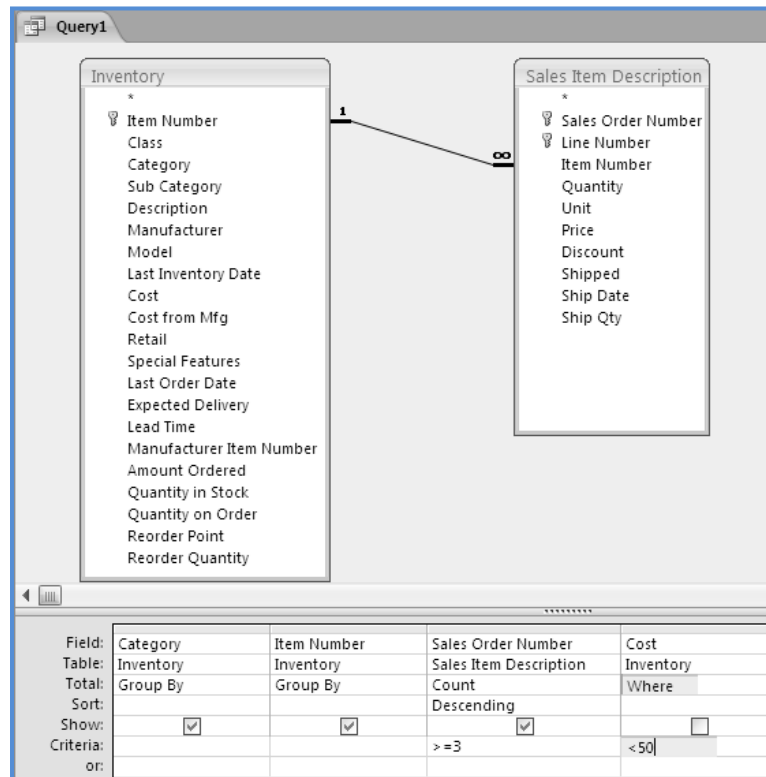 Query1
Inventory
*
Item Number
Class
Category
Sub Category
Description
Manufacturer
Model
Last Inventory Date
Cost
Cost from Mfg
Retail
Special Features
Last Order Date
Expected Delivery
Lead Time
Manufacturer Item Number
Amount Ordered
Quantity in Stock
Quantity on Order
Reorder Point
Reorder Quantity
1
∞
Sales Item Description
*
Sales Order Number
Line Number
Item Number
Quantity
Unit
Price
Discount
Shipped
Ship Date
Ship Qty
Field: Category Item Number Sales Order Number Cost
Table: Inventory Inventory Sales Item Description Inventory
Total: Group By Group By Count Where
Sort: Descending
Show:
Criteria: >=3 <50
or: